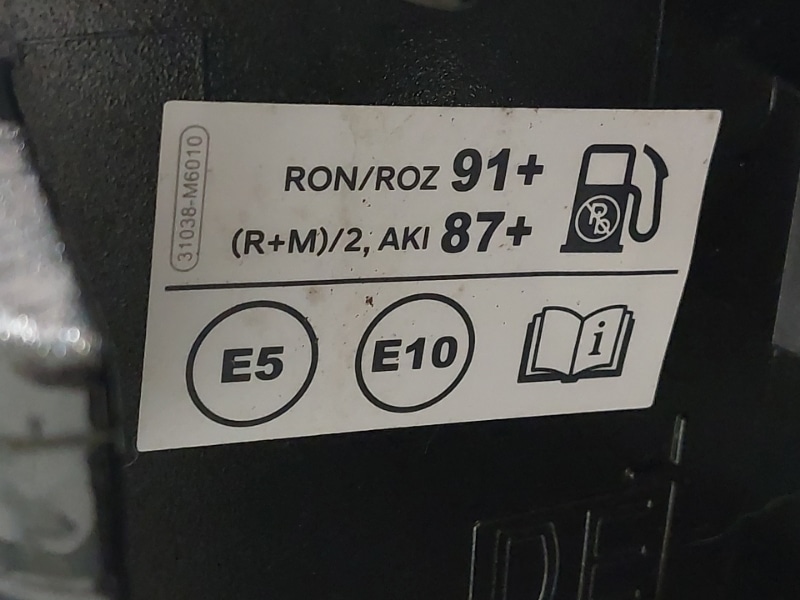 31038-M6010
RON/ROZ 91+
(R+M)/2, AKI 87+
E5 E10 i